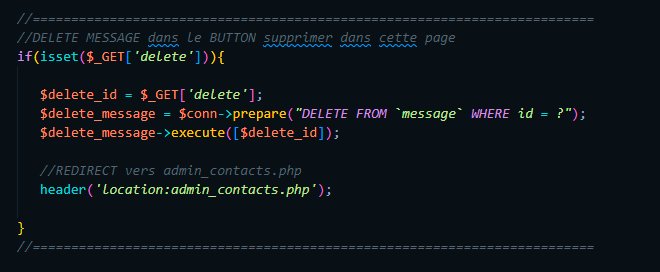 //=========================================================================
//DELETE MESSAGE dans le BUTTON supprimer dans cette page
if(isset($_GET['delete'])){
$delete_id = $_GET['delete'];
$delete_message = $conn->prepare("DELETE FROM `message` WHERE id = ?");
$delete_message->execute([$delete_id]);
//REDIRECT vers admin_contacts.php
header('location:admin_contacts.php');
}
//=========================================================================